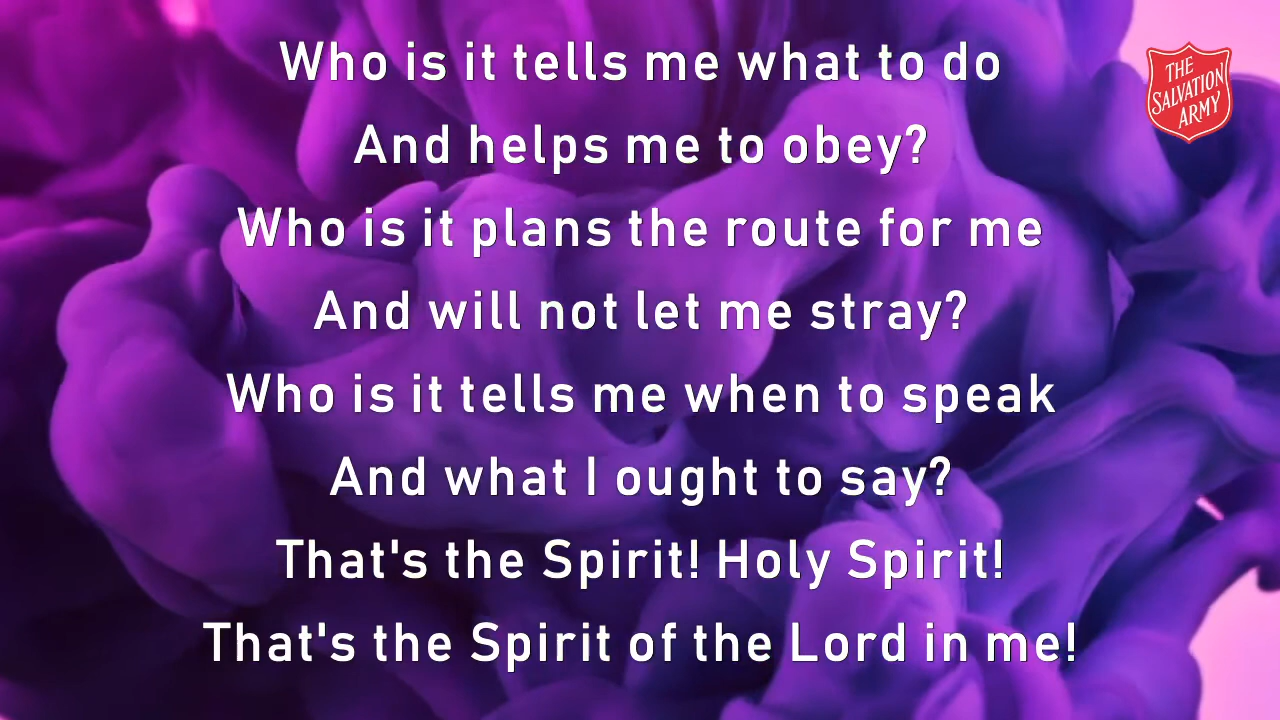 Who is it tells me what to do
And helps me to obey?
Who is it plans the route for me
And will not let me stray?
Who is it tells me when to speak
And what I ought to say?
That's the Spirit! Holy Spirit!
That's the Spirit of the Lord in me!
THE
SALVATION
ARMY